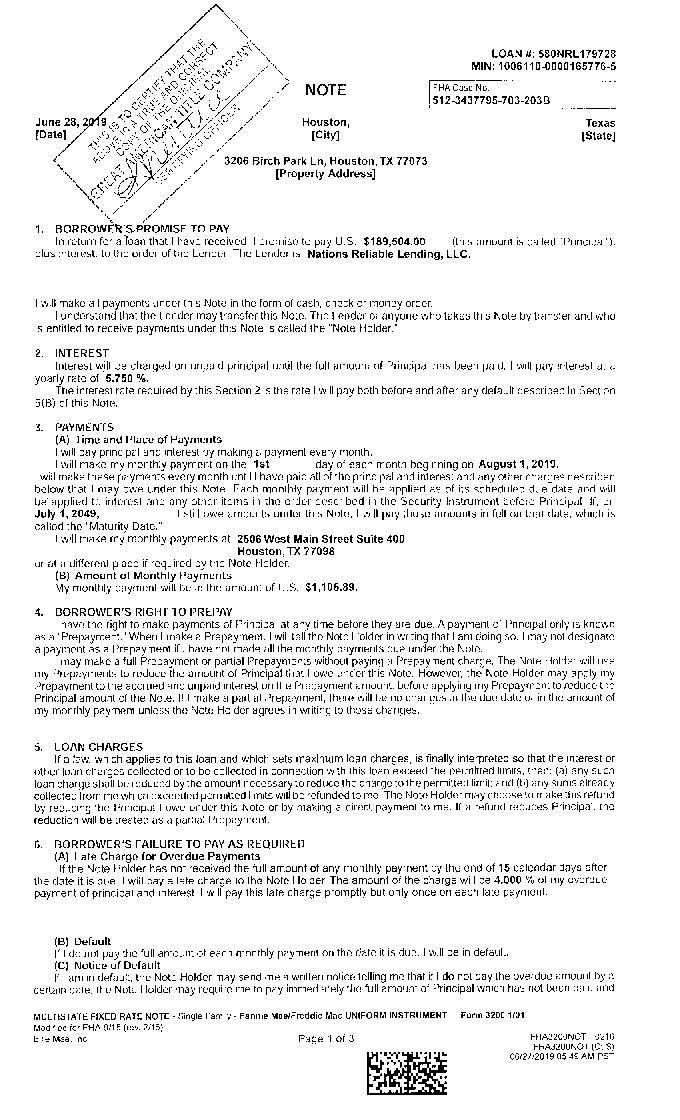 LOAN #: 580NRL179728
MIN: 1006110-0000165776-5
THIS IS TO CERTIFY THAT THE
ABOVE IS A TRUE AND CORRECT
COPY OF THE ORIGINAL
GREAT AMERICAN TITLE COMPANY
NOTE
FHA Case No.
512-3437795-703-203B
June 28, 2019
[Date]
Houston,
[City]
Texas
[State]
3206 Birch Park Ln, Houston, TX 77073
[Property Address]
1. BORROWER'S PROMISE TO PAY
In return for a loan that I have received, I promise to pay U.S. $189,504.00 (this amount is called "Principal"),
plus interest, to the order of the Lender. The Lender is Nations Reliable Lending, LLC.
I will make all payments under this Note in the form of cash, check or money order.
I understand that the Lender may transfer this Note. The Lender or anyone who takes this Note by transfer and who
is entitled to receive payments under this Note is called the "Note Holder."
2. INTEREST
Interest will be charged on unpaid principal until the full amount of Principal has been paid. I will pay interest at a
yearly rate of 5.750 %.
The interest rate required by this Section 2 is the rate I will pay both before and after any default described in Section
6(B) of this Note.
3. PAYMENTS
(A) Time and Place of Payments
I will pay principal and interest by making a payment every month.
I will make my monthly payment on the 1st day of each month beginning on August 1, 2019.
I will make these payments every month until I have paid all of the principal and interest and any other charges described
below that I may owe under this Note. Each monthly payment will be applied as of its scheduled due date and will
be applied to interest and any other items in the order described in the Security Instrument before Principal. If, on
July 1, 2049, I still owe amounts under this Note, I will pay those amounts in full on that date, which is
called the "Maturity Date."
I will make my monthly payments at 2506 West Main Street Suite 400
Houston, TX 77098
or at a different place if required by the Note Holder.
(B) Amount of Monthly Payments
My monthly payment will be in the amount of U.S. $1,105.89.
4. BORROWER'S RIGHT TO PREPAY
I have the right to make payments of Principal at any time before they are due. A payment of Principal only is known
as a "Prepayment." When I make a Prepayment, I will tell the Note Holder in writing that I am doing so. I may not designate
a payment as a Prepayment if I have not made all the monthly payments due under the Note.
I may make a full Prepayment or partial Prepayments without paying a Prepayment charge. The Note Holder will use
my Prepayments to reduce the amount of Principal that I owe under this Note. However, the Note Holder may apply my
Prepayment to the accrued and unpaid interest on the Prepayment amount, before applying my Prepayment to reduce the
Principal amount of the Note. If I make a partial Prepayment, there will be no changes in the due date or in the amount of
my monthly payment unless the Note Holder agrees in writing to those changes.
5. LOAN CHARGES
If a law, which applies to this loan and which sets maximum loan charges, is finally interpreted so that the interest or
other loan charges collected or to be collected in connection with this loan exceed the permitted limits, then: (a) any such
loan charge shall be reduced by the amount necessary to reduce the charge to the permitted limit; and (b) any sums already
collected from me which exceeded permitted limits will be refunded to me. The Note Holder may choose to make this refund
by reducing the Principal I owe under this Note or by making a direct payment to me. If a refund reduces Principal, the
reduction will be treated as a partial Prepayment.
6. BORROWER'S FAILURE TO PAY AS REQUIRED
(A) Late Charge for Overdue Payments
If the Note Holder has not received the full amount of any monthly payment by the end of 15 calendar days after
the date it is due, I will pay a late charge to the Note Holder. The amount of the charge will be 4.000 % of my overdue
payment of principal and interest. I will pay this late charge promptly but only once on each late payment.
(B) Default
If I do not pay the full amount of each monthly payment on the date it is due, I will be in default.
(C) Notice of Default
If I am in default, the Note Holder may send me a written notice telling me that if I do not pay the overdue amount by a
certain date, the Note Holder may require me to pay immediately the full amount of Principal which has not been paid and
MULTISTATE FIXED RATE NOTE - Single Family - Fannie Mae/Freddie Mac UNIFORM INSTRUMENT Form 3200 1/01
Modified for FHA 9/15 (rev. 2/16)
Ellie Mae, Inc.
Page 1 of 3
FHA3200NOT 0216
FHA3200NOT (CLS)
06/27/2019 05:49 AM PST